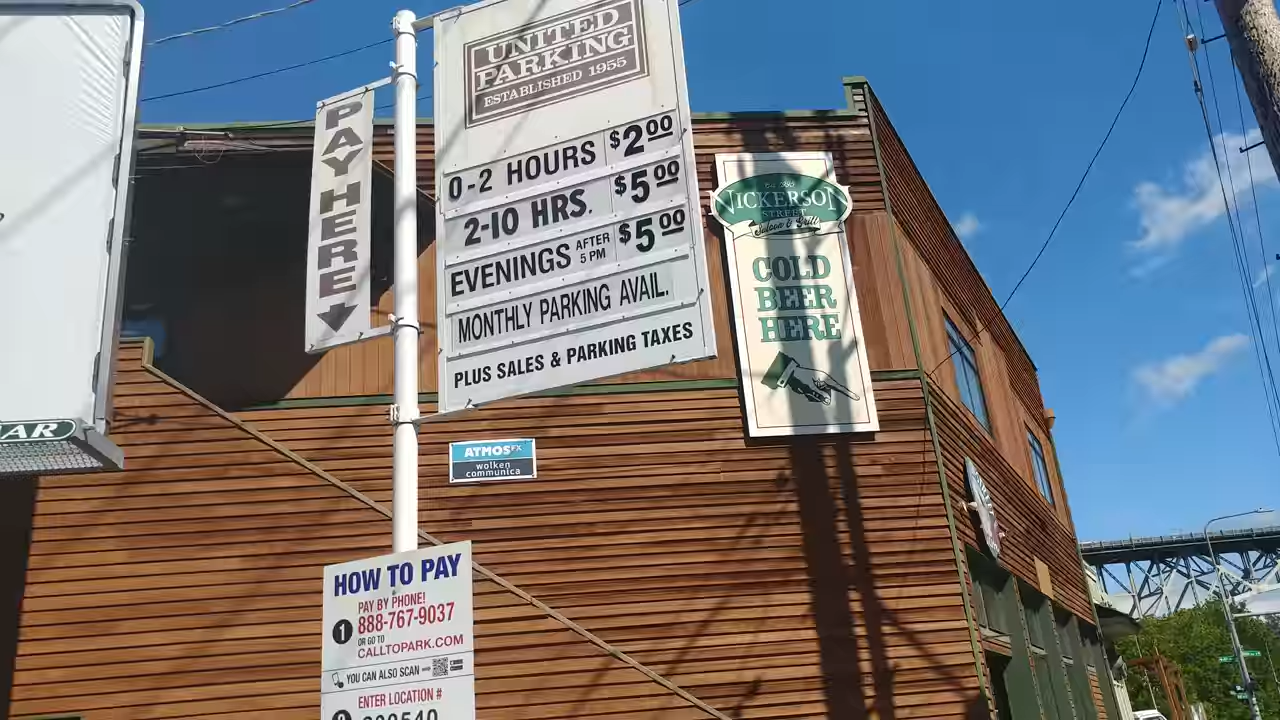 AR
PAY HERE
UNITED
PARKING
ESTABLISHED 1955
0-2 HOURS $2.00
2-10 HRS. $5.00
EVENINGS AFTER 5 PM $5.00
MONTHLY PARKING AVAIL.
PLUS SALES & PARKING TAXES
NICKERSON
STREET
Saloon & Grill
COLD
BEER
HERE
ATMOSFX
wolken
communica
HOW TO PAY
1
PAY BY PHONE!
888-767-9037
OR GO TO
CALLTOPARK.COM
YOU CAN ALSO SCAN
ENTER LOCATION #